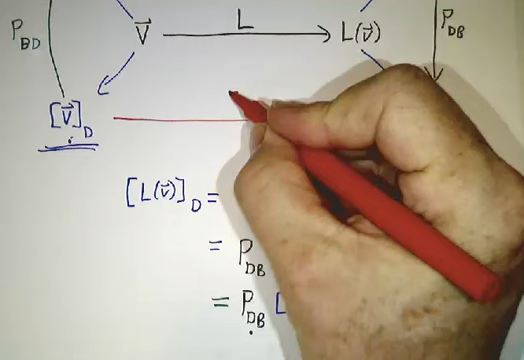 P_BD V⃗ L L(v⃗) P_DB
[V⃗]_D
[L(v⃗)]_D =
= P_DB
= P_DB [